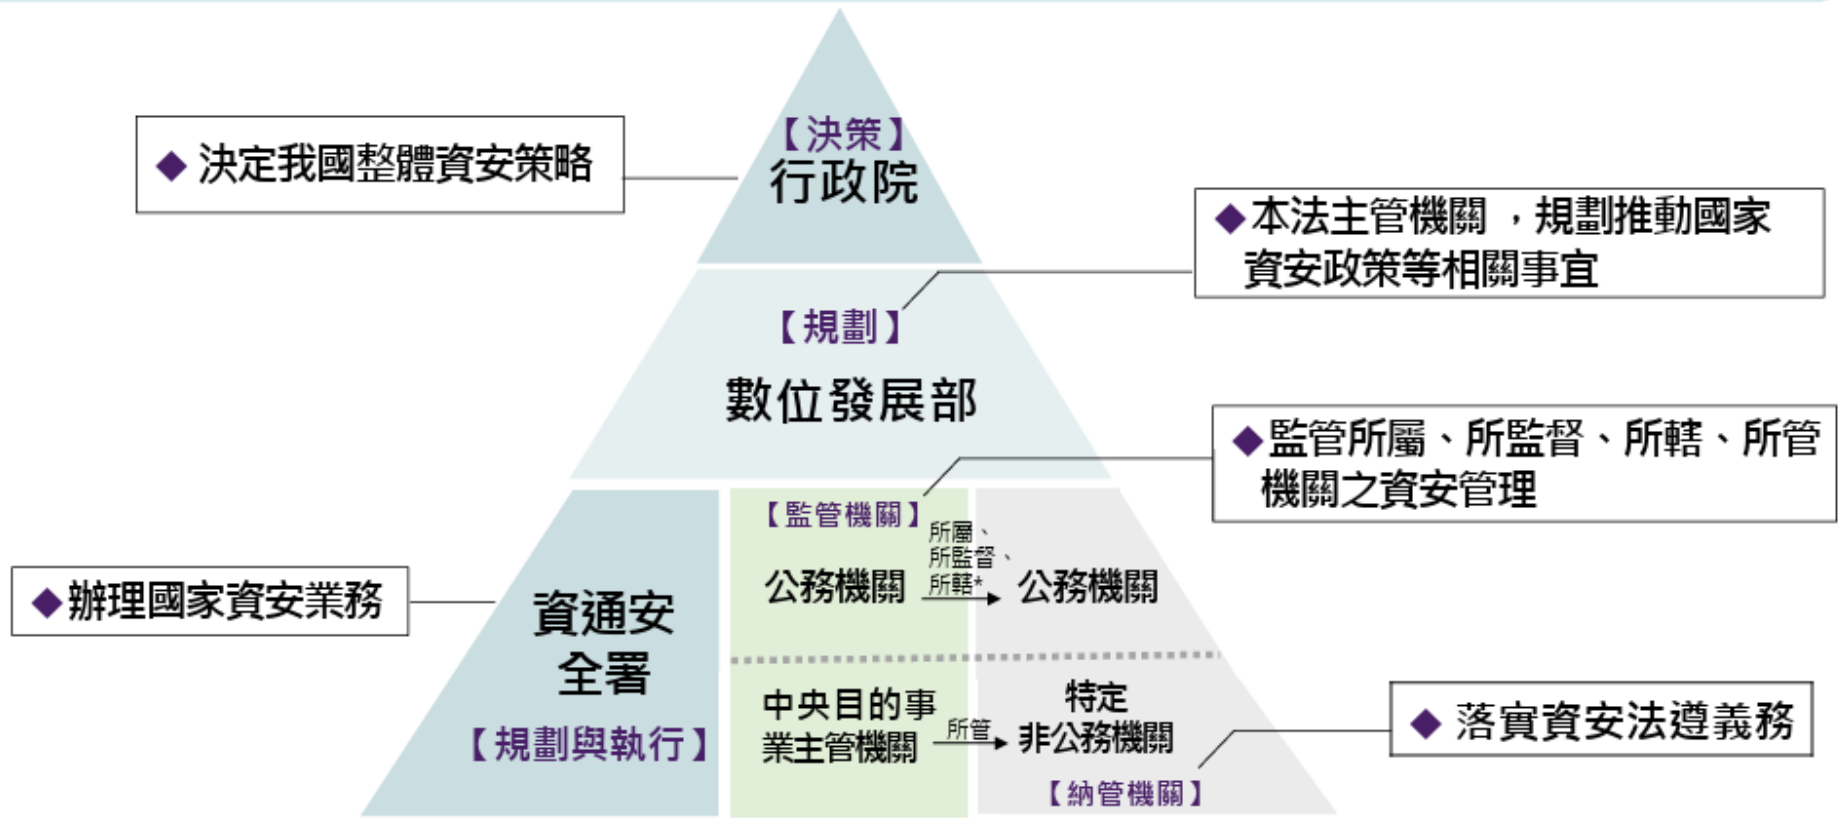 【決策】
行政院
◆ 決定我國整體資安策略
◆本法主管機關，規劃推動國家
資安政策等相關事宜
【規劃】
數位發展部
◆監管所屬、所監督、所轄、所管
機關之資安管理
【監管機關】
所屬、
所監督、
所轄*
公務機關
公務機關
◆辦理國家資安業務
資通安
全署
【規劃與執行】
中央目的事
業主管機關
所管
特定
非公務機關
【納管機關】
◆ 落實資安法遵義務